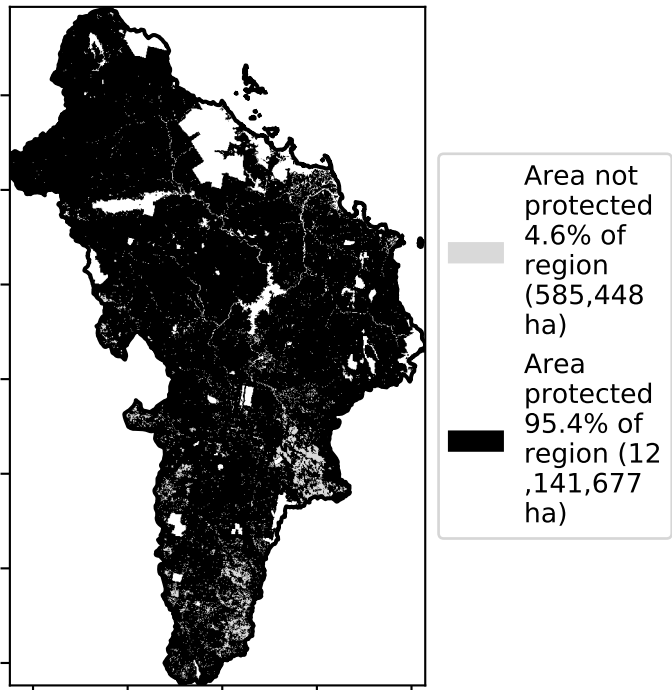 Area not
protected
4.6% of
region
(585,448
ha)
Area
protected
95.4% of
region (12
,141,677
ha)